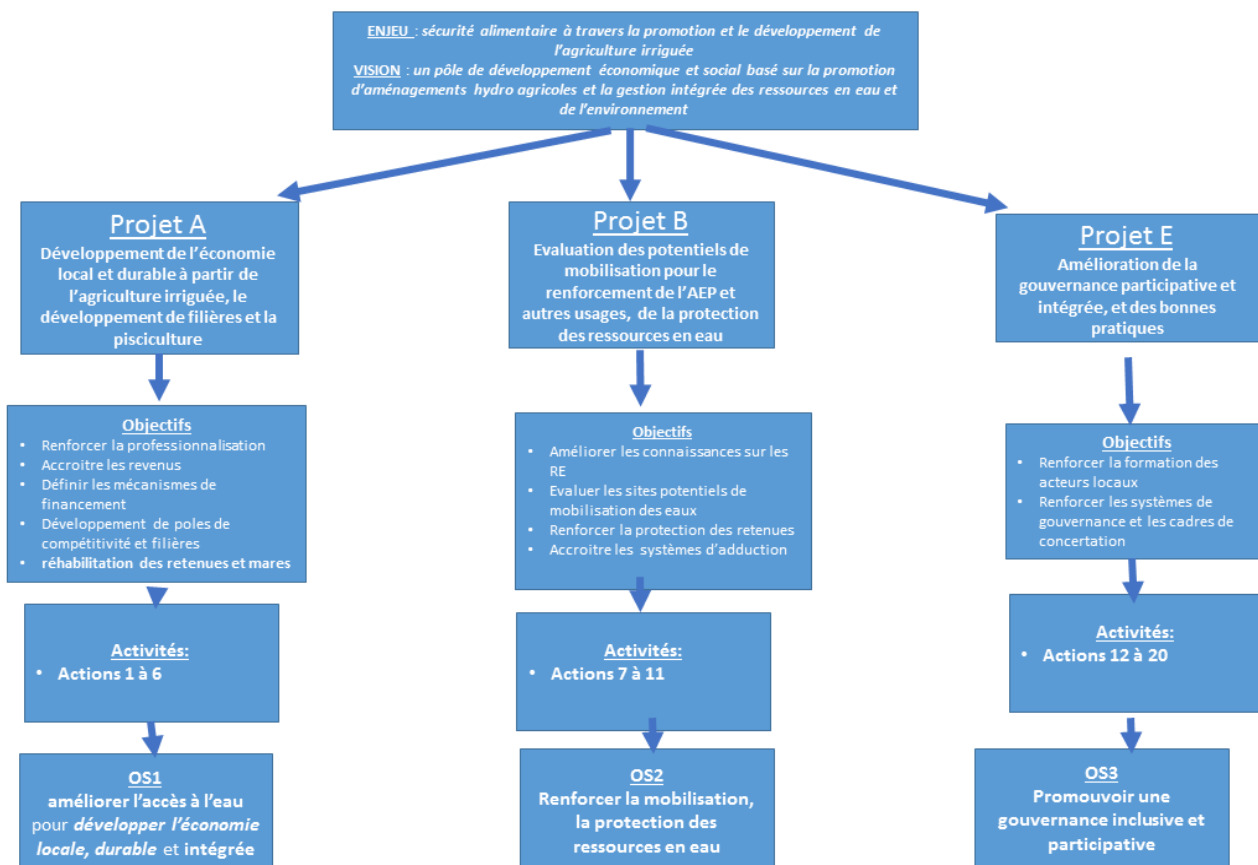 ENJEU : sécurité alimentaire à travers la promotion et le développement de
l'agriculture irriguée
VISION : un pôle de développement économique et social basé sur la promotion
d'aménagements hydro agricoles et la gestion intégrée des ressources en eau et
de l'environnement
Projet A
Développement de l'économie
local et durable à partir de
l'agriculture irriguée, le
développement de filières et la
pisciculture
Objectifs
• Renforcer la professionnalisation
• Accroitre les revenus
• Définir les mécanismes de
financement
• Développement de poles de
compétitivité et filières
• réhabilitation des retenues et mares
Activités:
• Actions 1 à 6
OS1
améliorer l'accès à l'eau
pour développer l'économie
locale, durable et intégrée
Projet B
Evaluation des potentiels de
mobilisation pour le
renforcement de l'AEP et
autres usages, de la protection
des ressources en eau
Objectifs
• Améliorer les connaissances sur les
RE
• Evaluer les sites potentiels de
mobilisation des eaux
• Renforcer la protection des retenues
• Accroitre les systèmes d'adduction
Activités:
• Actions 7 à 11
OS2
Renforcer la mobilisation,
la protection des
ressources en eau
Projet E
Amélioration de la
gouvernance participative et
intégrée, et des bonnes
pratiques
Objectifs
• Renforcer la formation des
acteurs locaux
• Renforcer les systèmes de
gouvernance et les cadres de
concertation
Activités:
• Actions 12 à 20
OS3
Promouvoir une
gouvernance inclusive et
participative